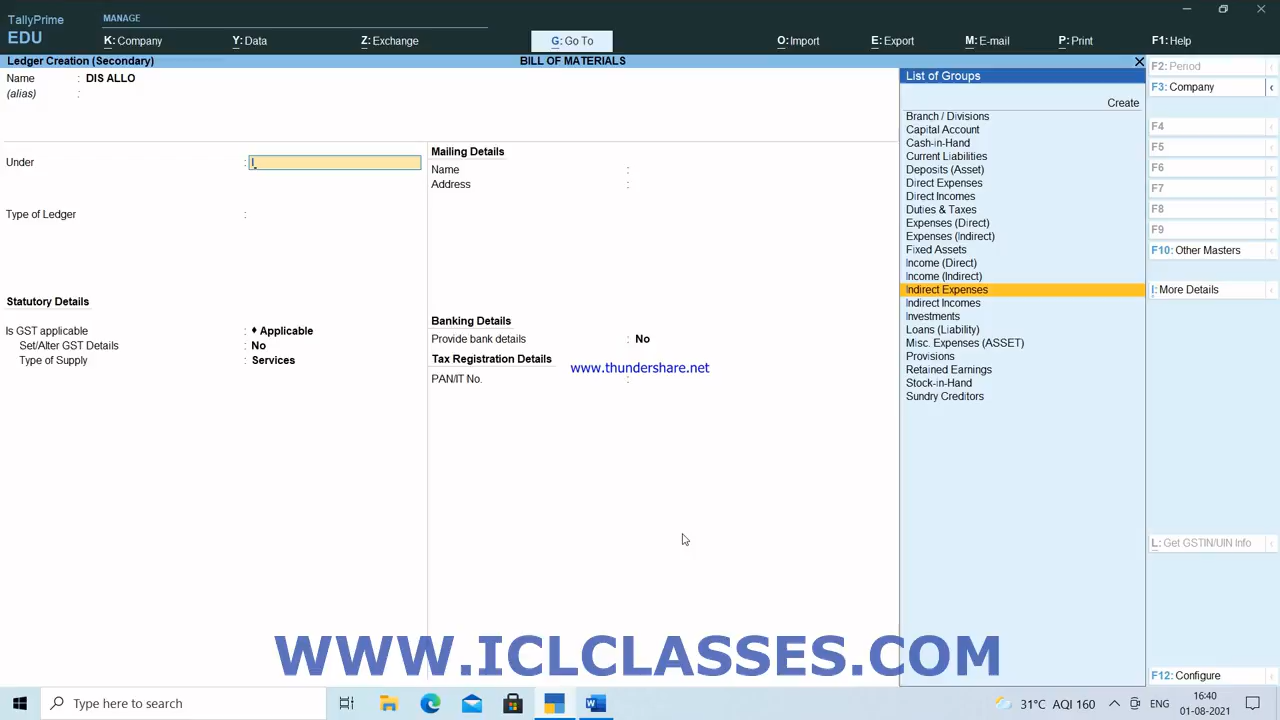 TallyPrime
EDU
MANAGE
K: Company
Y: Data
Z: Exchange
G: Go To
O: Import
E: Export
M: E-mail
P: Print
F1: Help
Ledger Creation (Secondary)
BILL OF MATERIALS
Name : DIS ALLO
(alias) :
Under : I
Type of Ledger :
Statutory Details
Is GST applicable : ♦ Applicable
Set/Alter GST Details : No
Type of Supply : Services
Mailing Details
Name :
Address :
Banking Details
Provide bank details : No
Tax Registration Details
PAN/IT No. :
www.thundershare.net
List of Groups
Create
Branch / Divisions
Capital Account
Cash-in-Hand
Current Liabilities
Deposits (Asset)
Direct Expenses
Direct Incomes
Duties & Taxes
Expenses (Direct)
Expenses (Indirect)
Fixed Assets
Income (Direct)
Income (Indirect)
Indirect Expenses
Indirect Incomes
Investments
Loans (Liability)
Misc. Expenses (ASSET)
Provisions
Retained Earnings
Stock-in-Hand
Sundry Creditors
F2: Period
F3: Company
F4
F5
F6
F7
F8
F9
F10: Other Masters
I: More Details
L: Get GSTIN/UIN Info
F12: Configure
WWW.ICLCLASSES.COM
Type here to search
31°C AQI 160
ENG
16:40
01-08-2021